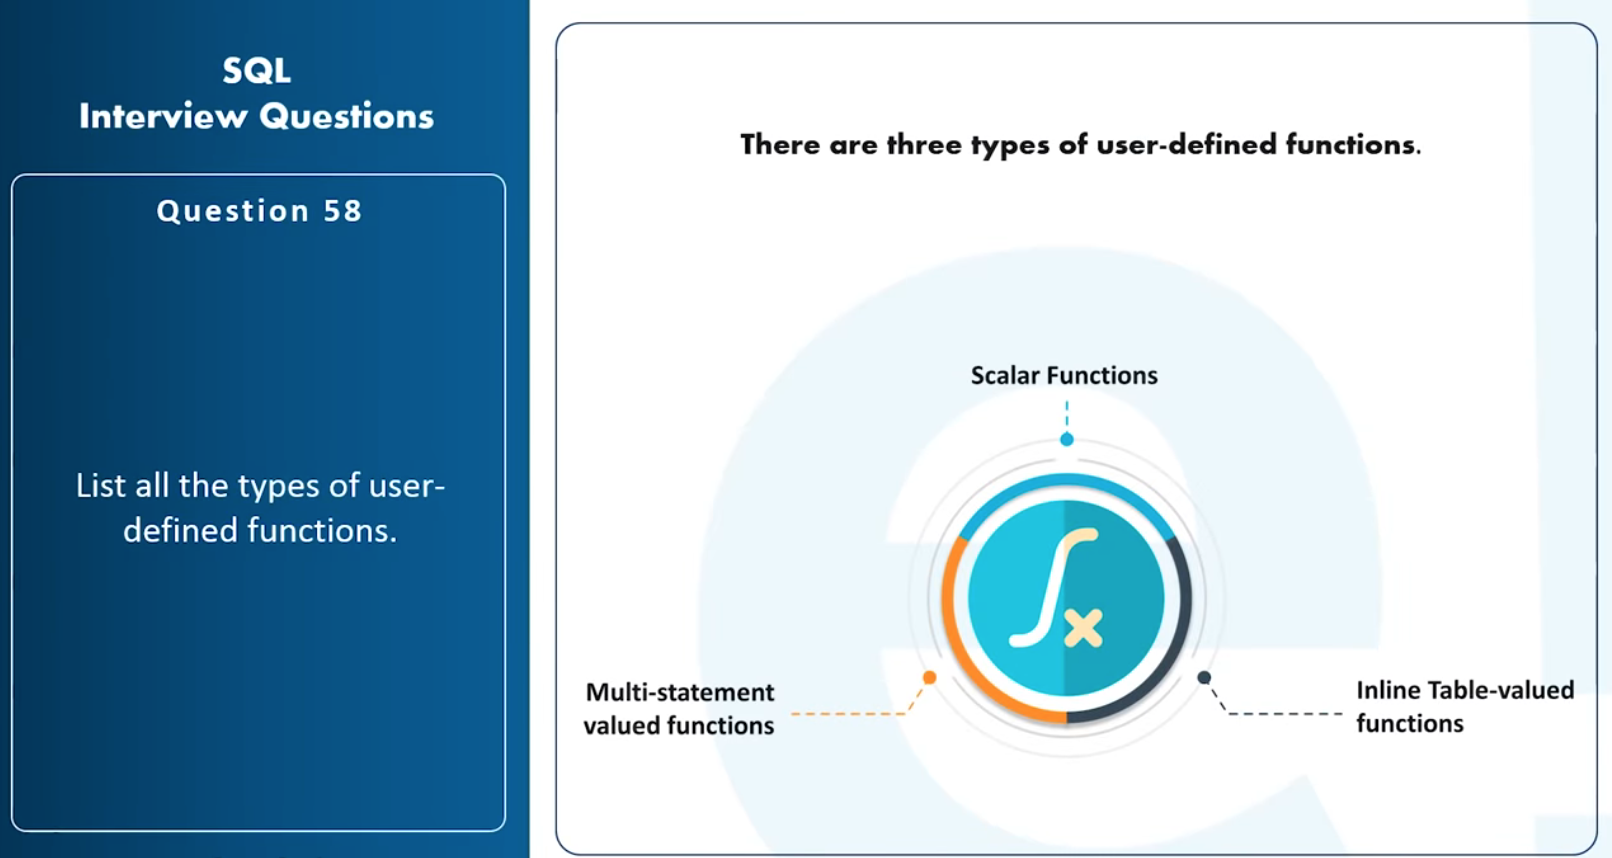 SQL
Interview Questions
Question 58
List all the types of user-
defined functions.
There are three types of user-defined functions.
Scalar Functions
Multi-statement
valued functions
Inline Table-valued
functions